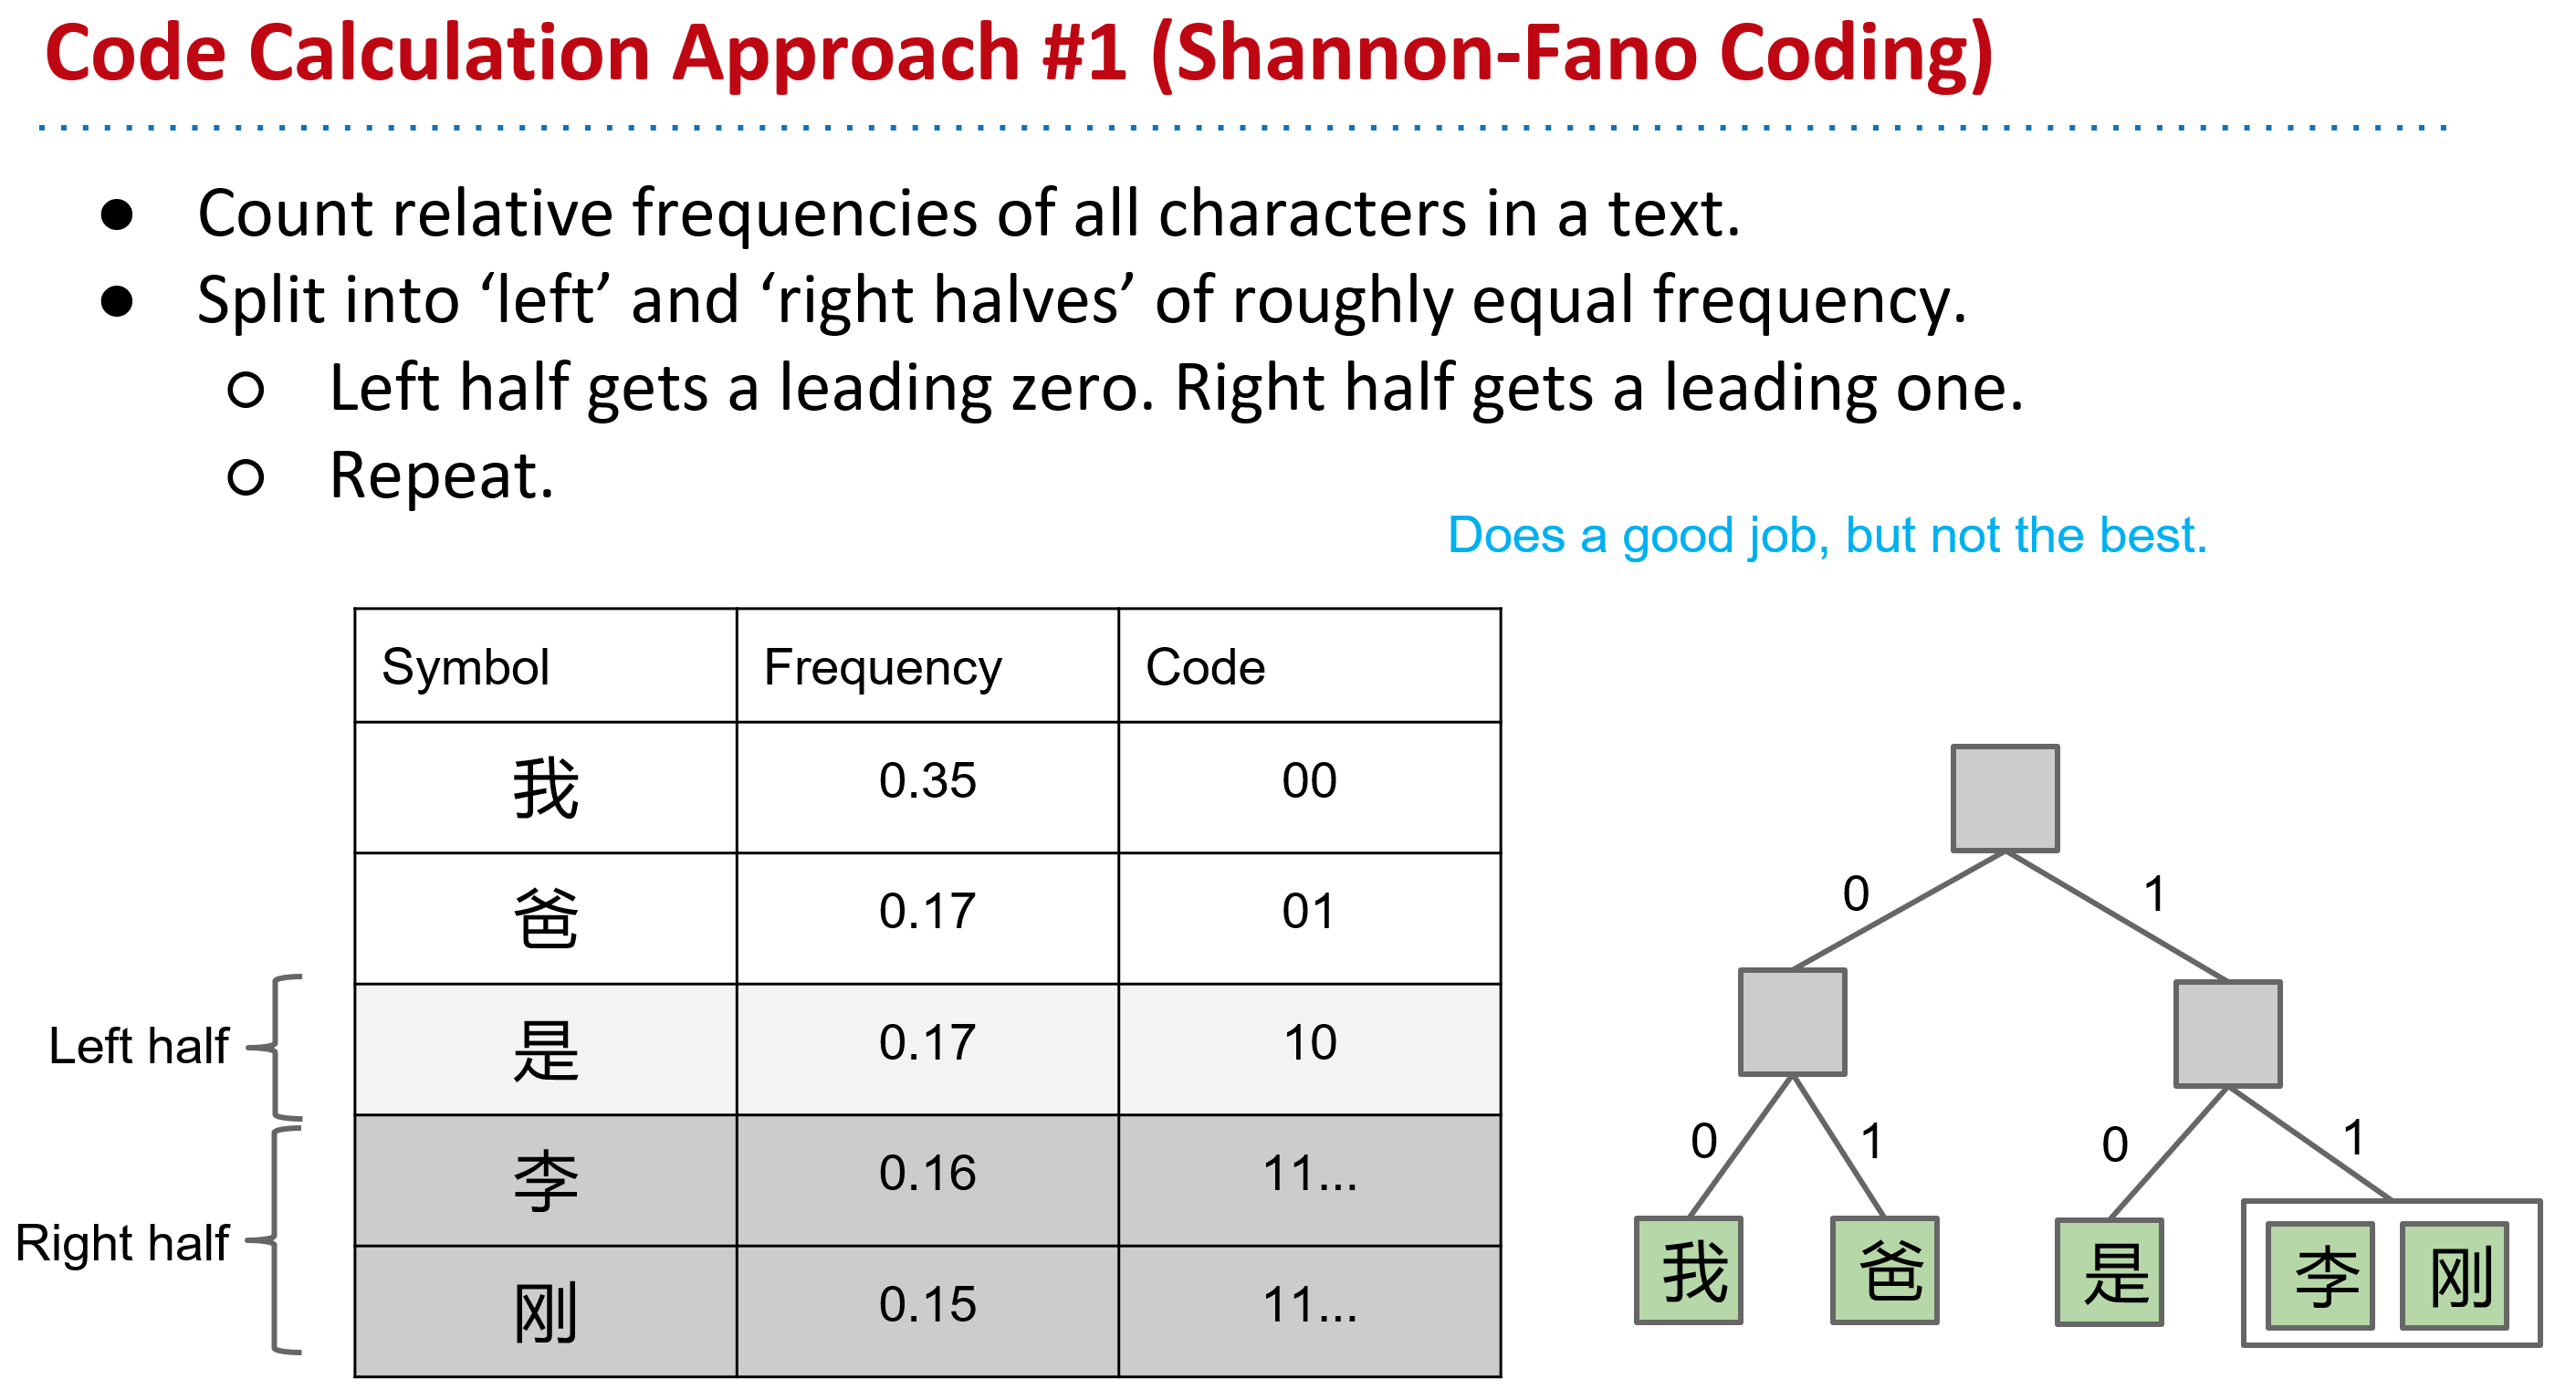 Code Calculation Approach #1 (Shannon-Fano Coding)
● Count relative frequencies of all characters in a text.
● Split into ‘left’ and ‘right halves’ of roughly equal frequency.
○ Left half gets a leading zero. Right half gets a leading one.
○ Repeat.
Does a good job, but not the best.
Symbol Frequency Code
我 0.35 00
爸 0.17 01
是 0.17 10
李 0.16 11...
刚 0.15 11...
Left half
Right half
0 1
0 1 0 1
我 爸 是 李 刚